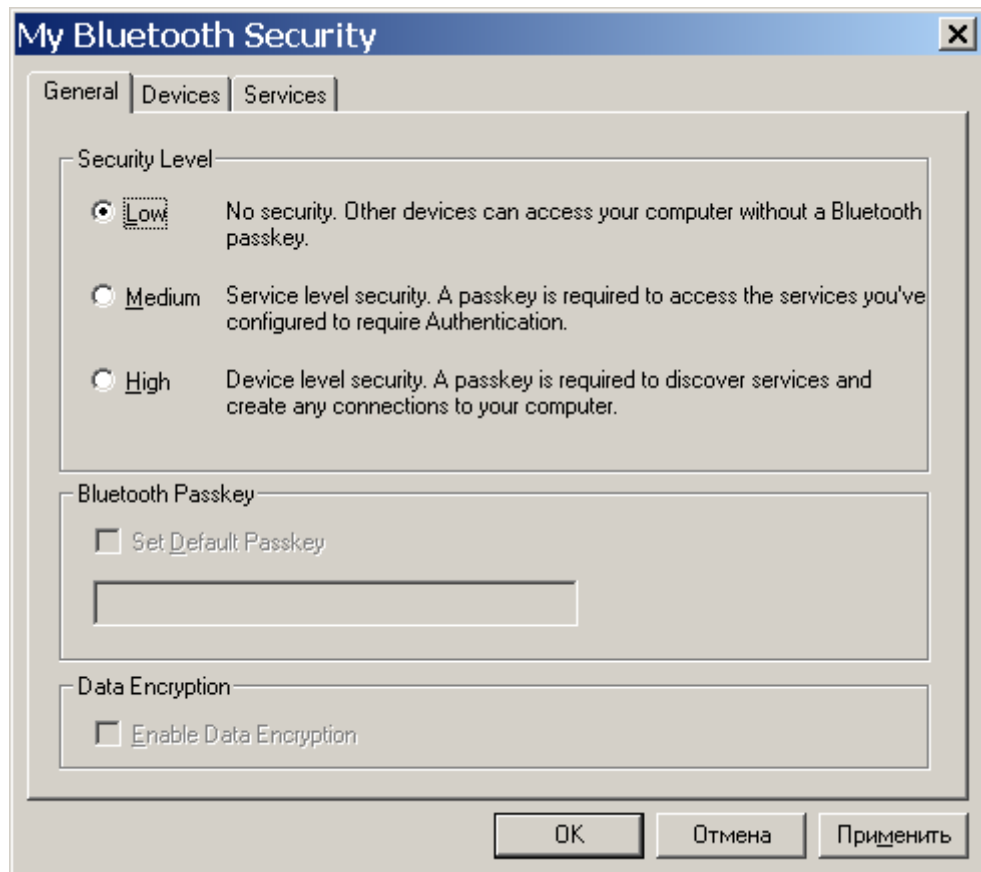 My Bluetooth Security
General Devices Services
Security Level
Low No security. Other devices can access your computer without a Bluetooth
passkey.
Medium Service level security. A passkey is required to access the services you've
configured to require Authentication.
High Device level security. A passkey is required to discover services and
create any connections to your computer.
Bluetooth Passkey
Set Default Passkey
Data Encryption
Enable Data Encryption
OK Отмена Применить